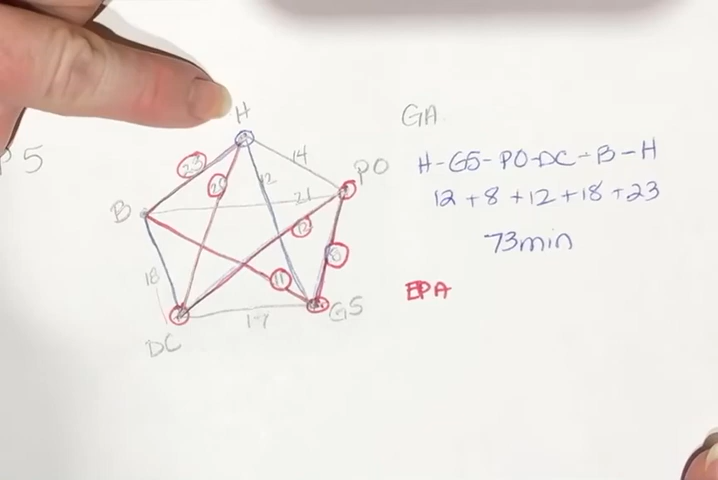 H
GA
P5
23
14
PO
H-GS-PO-DC-B-H
20
12
21
12+8+12+18+23
B
12
73min
8
18
11
EPA
GS
17
DC